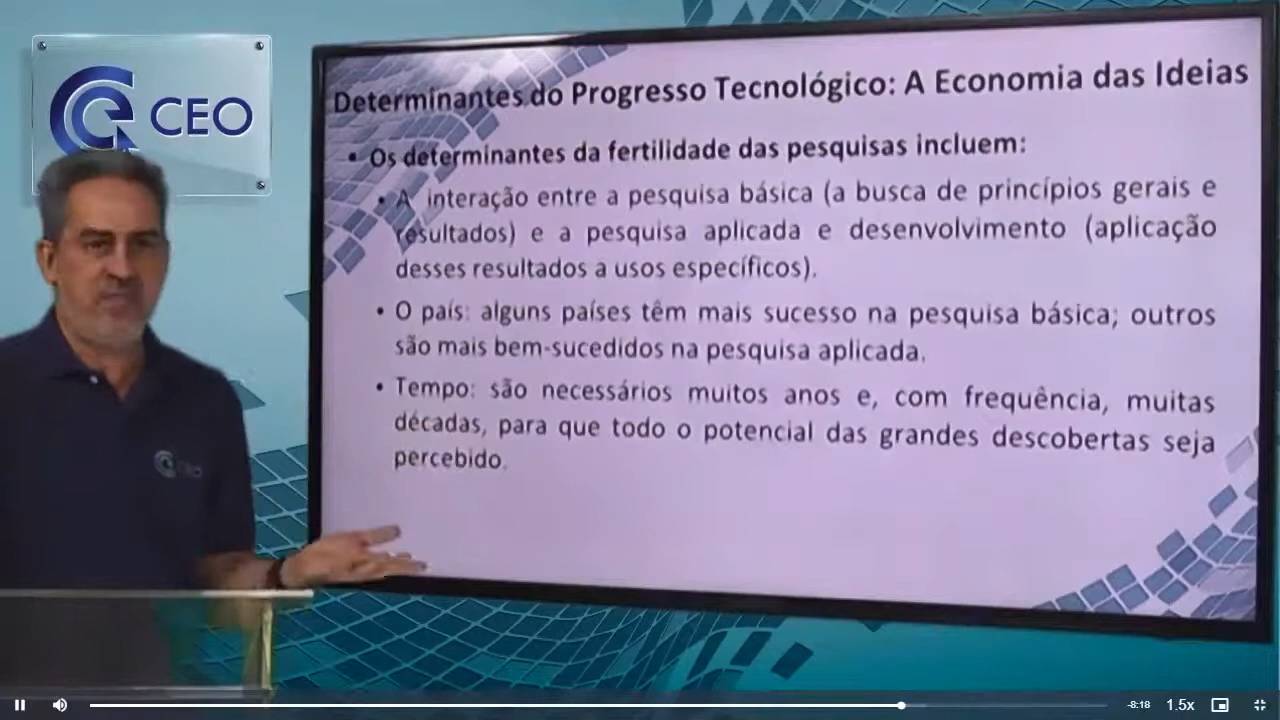 CEO
Determinantes do Progresso Tecnológico: A Economia das Ideias
• Os determinantes da fertilidade das pesquisas incluem:
• A interação entre a pesquisa básica (a busca de princípios gerais e
resultados) e a pesquisa aplicada e desenvolvimento (aplicação
desses resultados a usos específicos).
• O país: alguns países têm mais sucesso na pesquisa básica; outros
são mais bem-sucedidos na pesquisa aplicada.
• Tempo: são necessários muitos anos e, com frequência, muitas
décadas, para que todo o potencial das grandes descobertas seja
percebido.
CEO
-8:18 1.5x